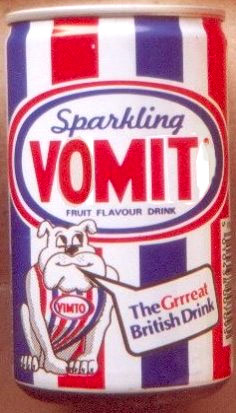 Sparkling
VOMIT
FRUIT FLAVOUR DRINK
VIMTO
The Grrreat
British Drink